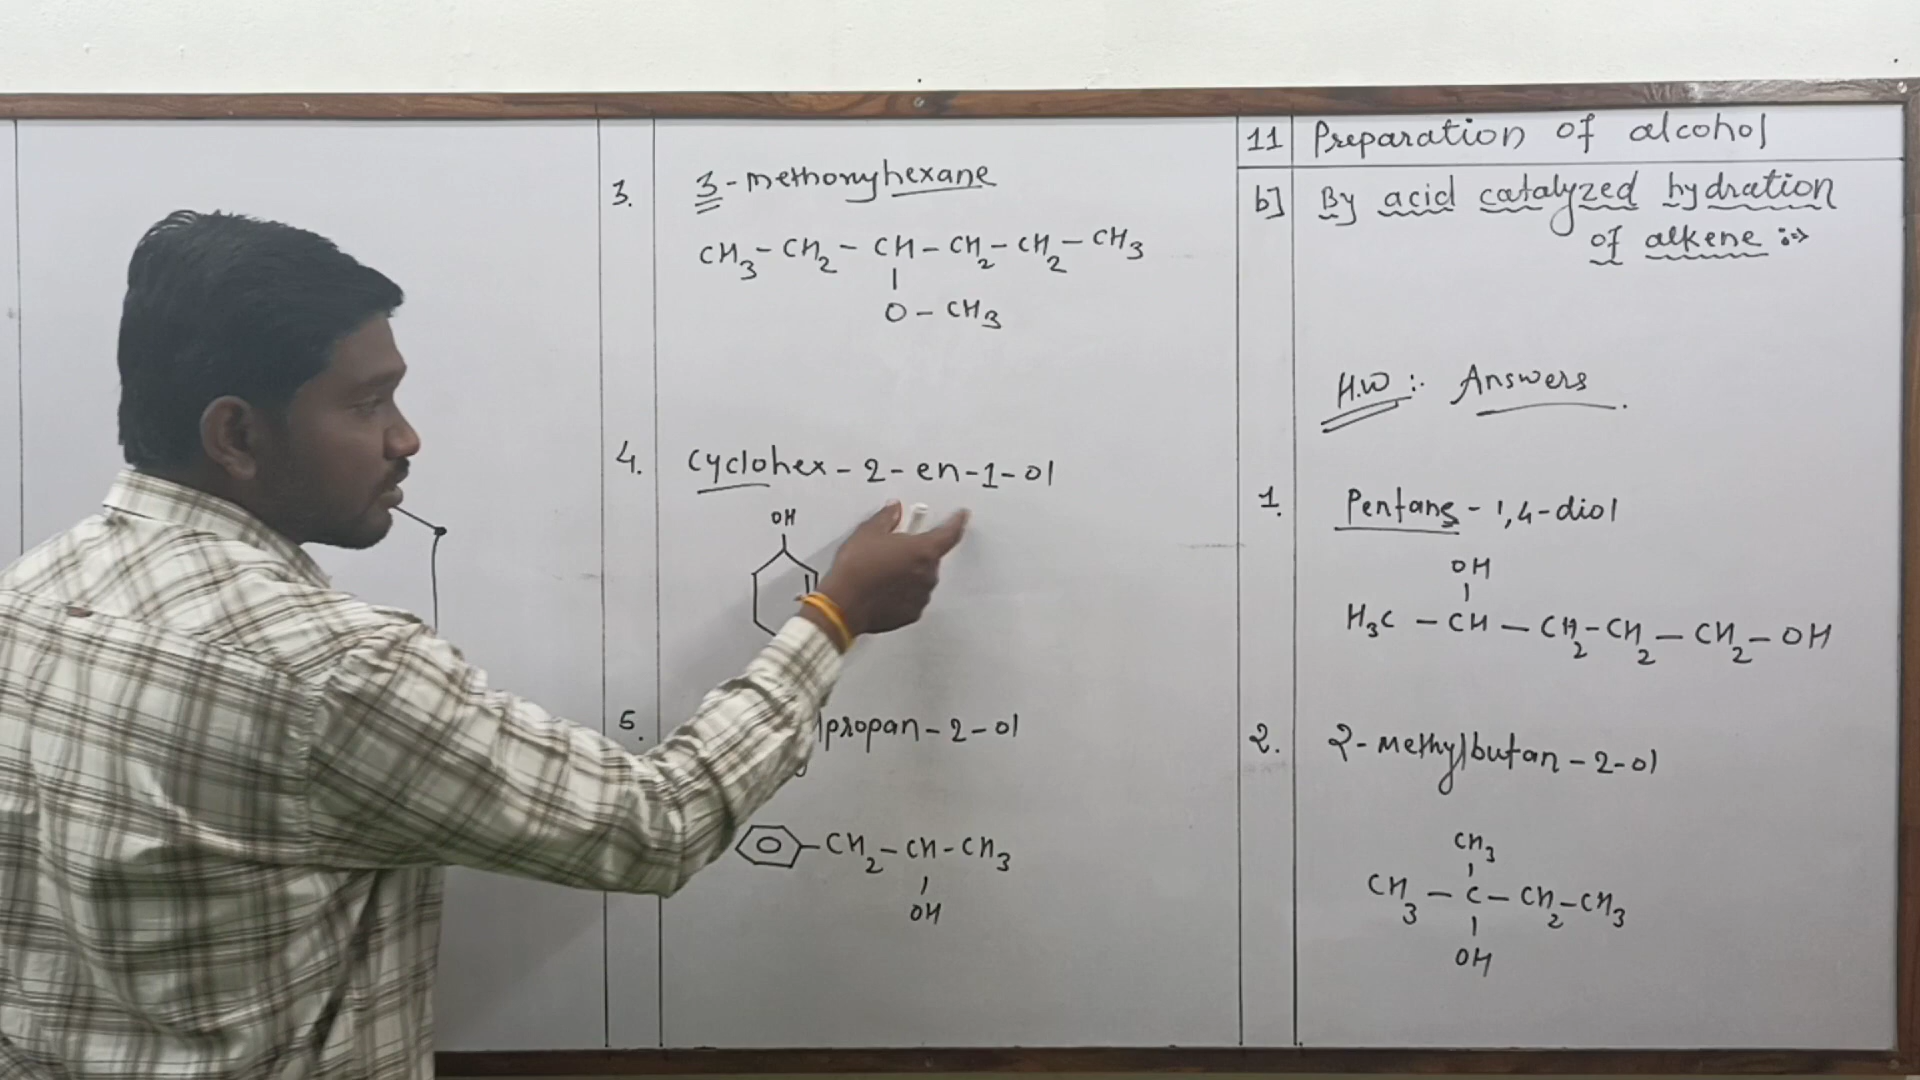 11 Preparation of alcohol
b] By acid catalyzed hydration
of alkene :->
H.W :. Answers.
1. Pentane - 1,4-diol
OH
H3C - CH - CH2 - CH2 - CH2 - OH
2. 2-methylbutan-2-ol
CH3
CH3 - C - CH2 - CH3
OH
3. 3-methoxyhexane
CH3 - CH2 - CH - CH2 - CH2 - CH3
O - CH3
4. Cyclohex-2-en-1-ol
OH
5. lpropan-2-ol
CH2 - CH - CH3
OH